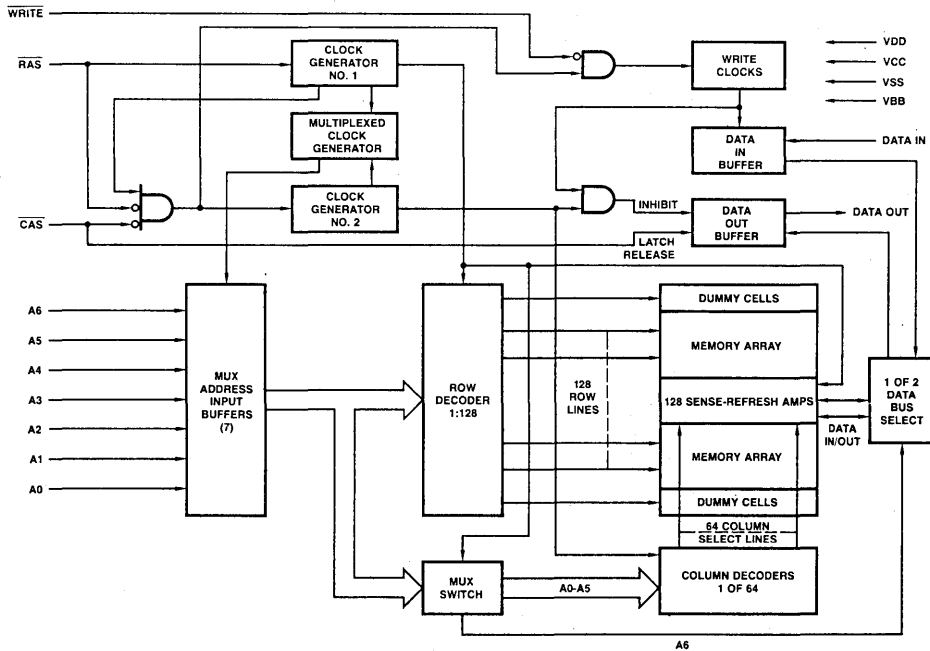 WRITE
RAS
CLOCK
GENERATOR
NO. 1
WRITE CLOCKS
VDD
VCC
VSS
VBB
MULTIPLEXED
CLOCK
GENERATOR
DATA
IN
BUFFER
DATA IN
CAS
CLOCK
GENERATOR
NO. 2
INHIBIT
DATA
OUT
BUFFER
DATA OUT
LATCH
RELEASE
A6
A5
A4
A3
A2
A1
A0
MUX
ADDRESS
INPUT
BUFFERS
(7)
ROW
DECODER
1:128
128
ROW
LINES
DUMMY CELLS
MEMORY ARRAY
128 SENSE-REFRESH AMPS
MEMORY ARRAY
DUMMY CELLS
DATA
IN/OUT
1 OF 2
DATA
BUS
SELECT
64 COLUMN
SELECT LINES
MUX
SWITCH
A0-A5
COLUMN DECODERS
1 OF 64
A6